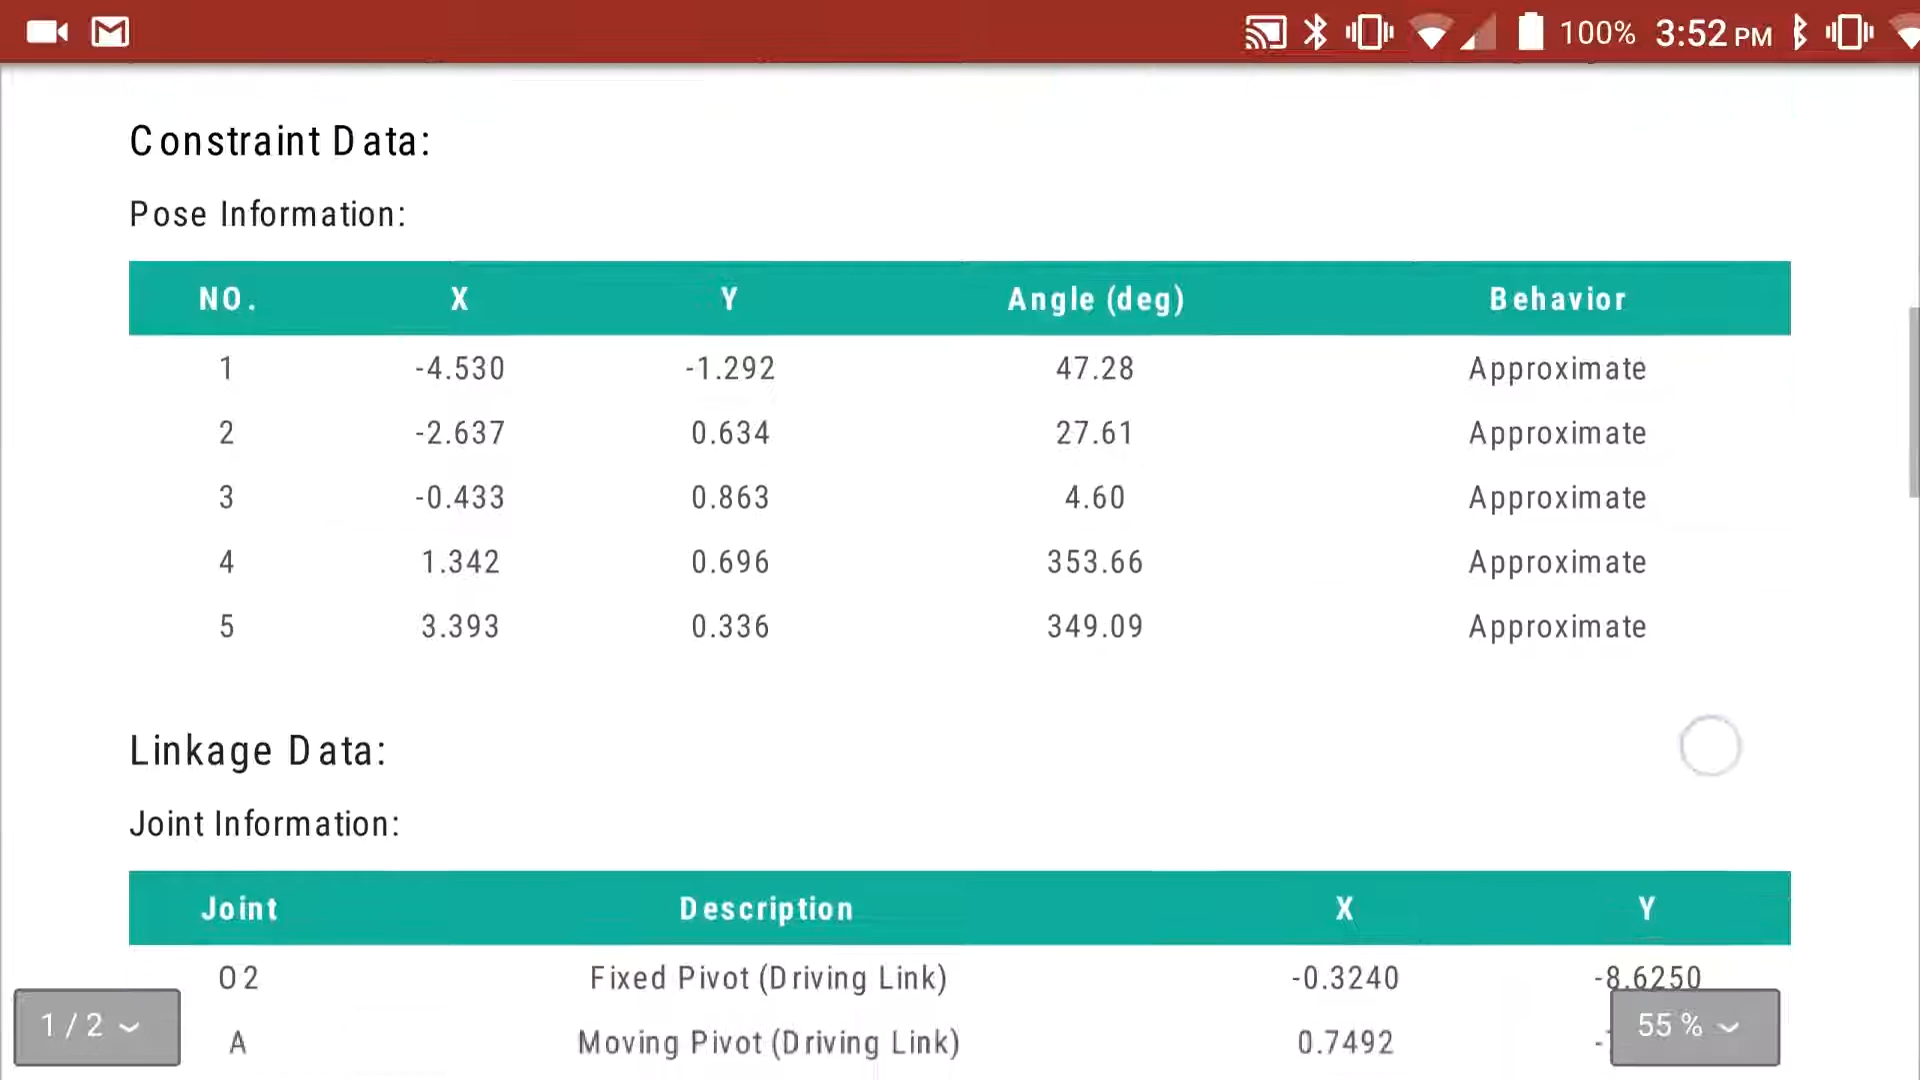 100% 3:52 PM
Constraint Data:
Pose Information:
NO. X Y Angle (deg) Behavior
1 -4.530 -1.292 47.28 Approximate
2 -2.637 0.634 27.61 Approximate
3 -0.433 0.863 4.60 Approximate
4 1.342 0.696 353.66 Approximate
5 3.393 0.336 349.09 Approximate
Linkage Data:
Joint Information:
Joint Description X Y
O2 Fixed Pivot (Driving Link) -0.3240 -8.6250
A Moving Pivot (Driving Link) 0.7492
1 / 2
55 %